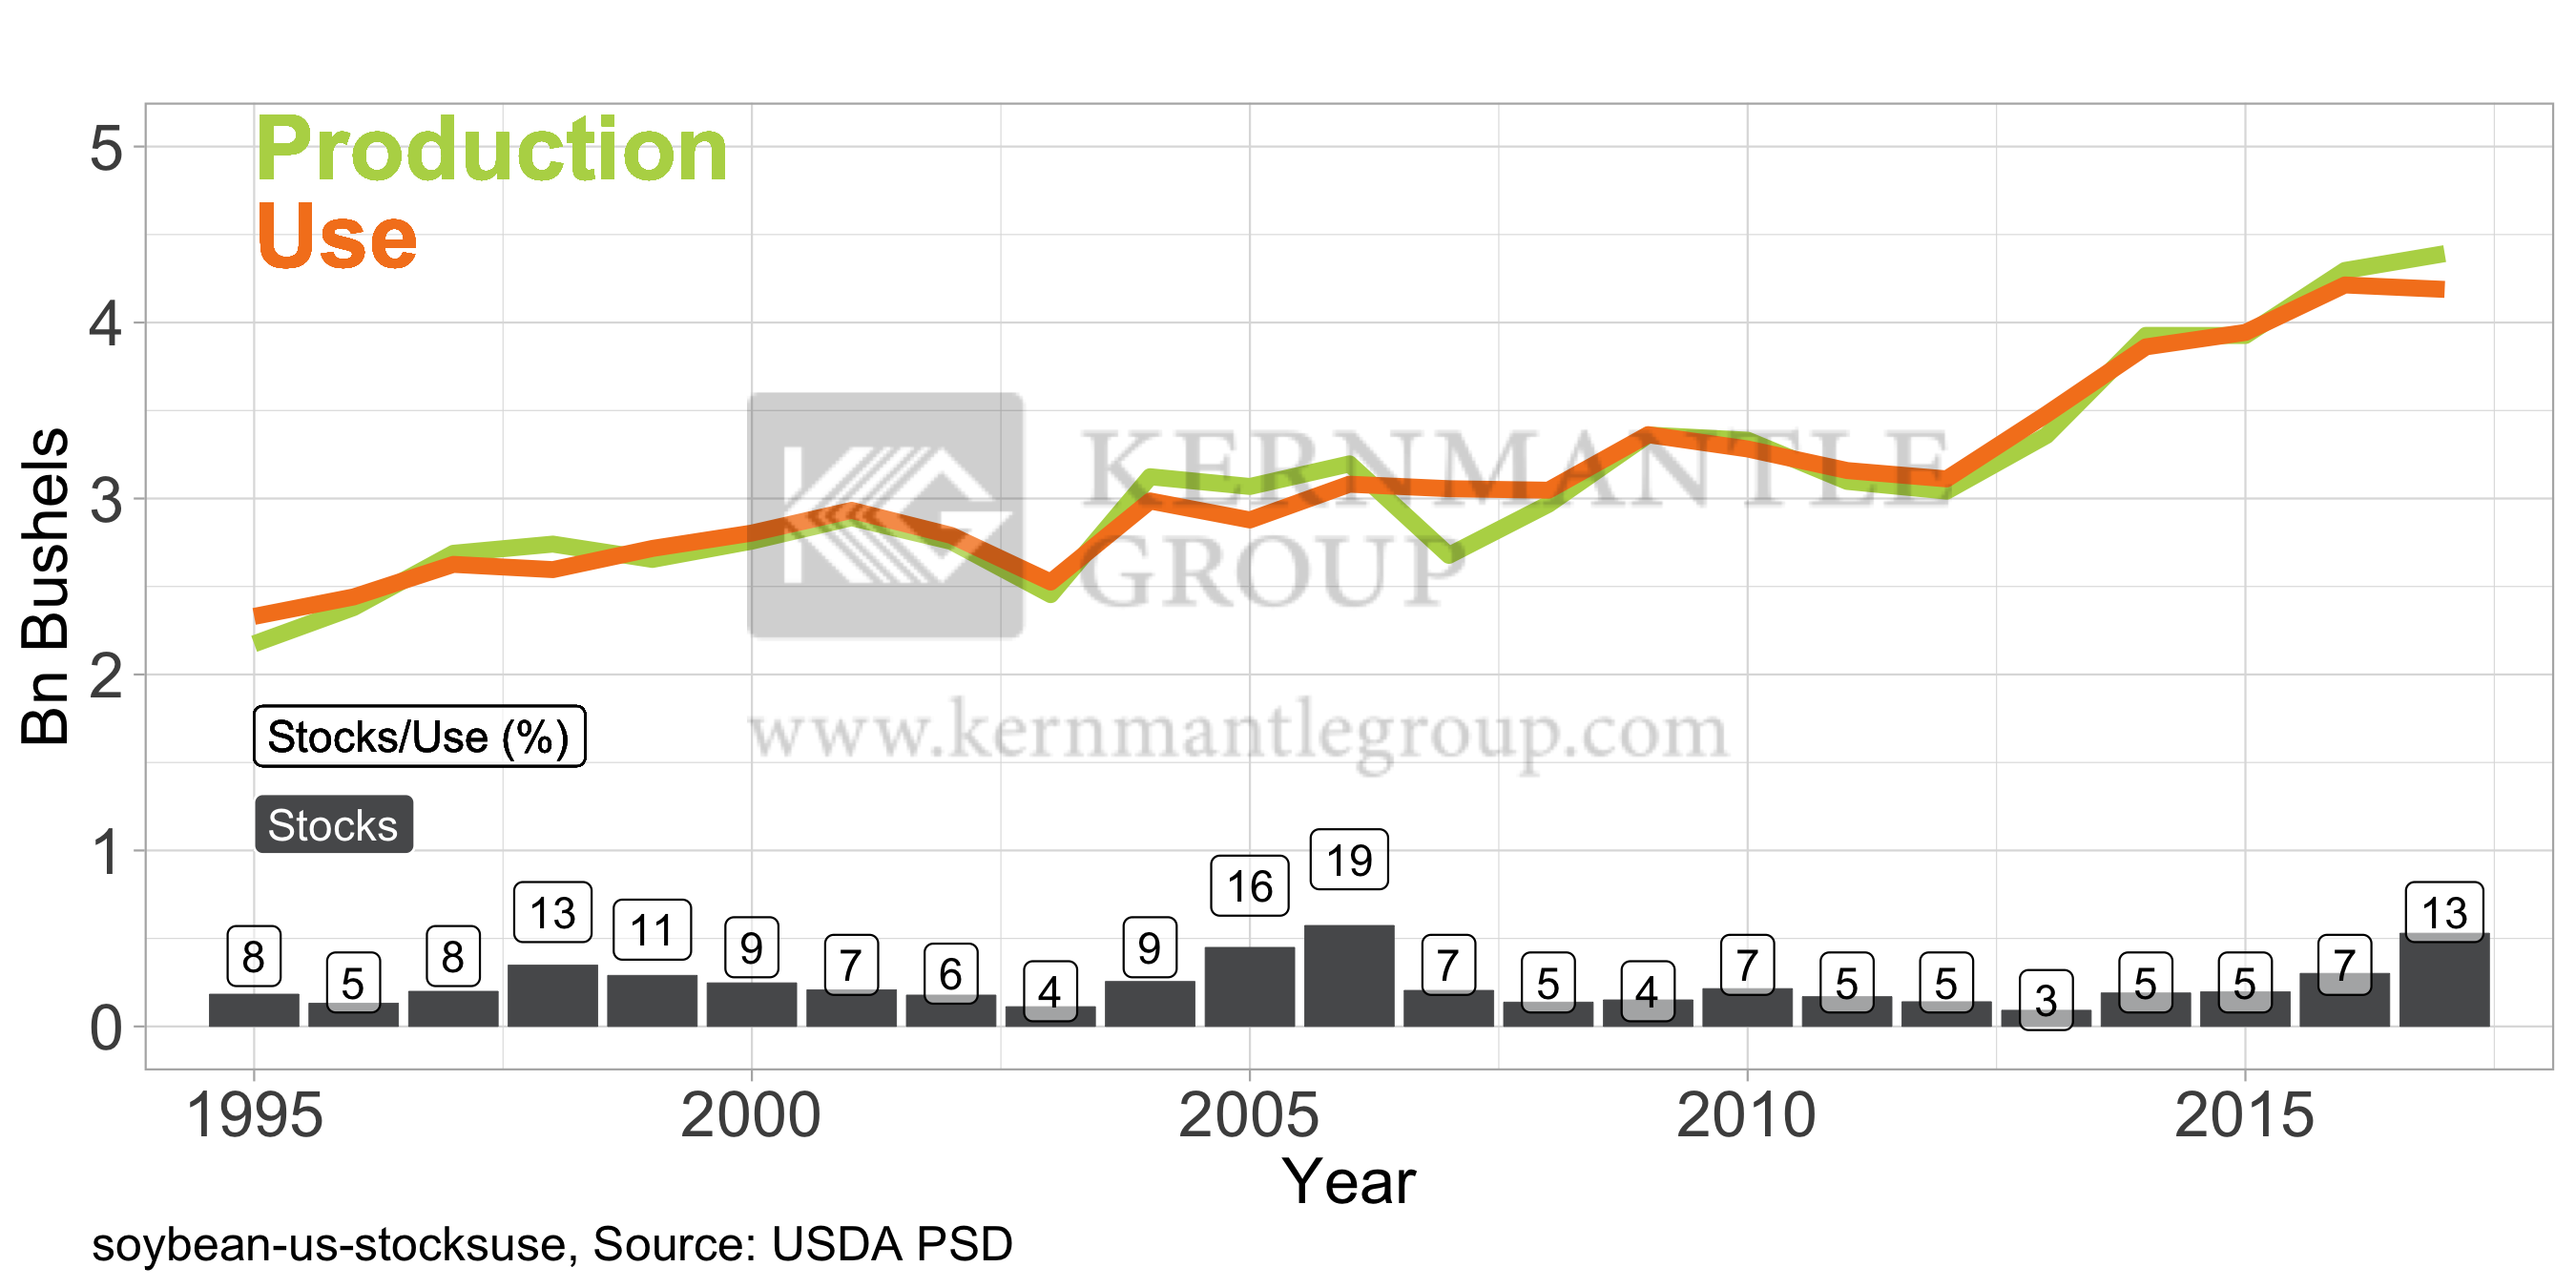 Production
Use
5
4
3
2
1
0
Bn Bushels
KERNMANTLE
GROUP
www.kernmantlegroup.com
Stocks/Use (%)
Stocks
8 5 8 13 11 9 7 6 4 9 16 19 7 5 4 7 5 5 3 5 5 7 13
1995 2000 2005 2010 2015
Year
soybean-us-stocksuse, Source: USDA PSD